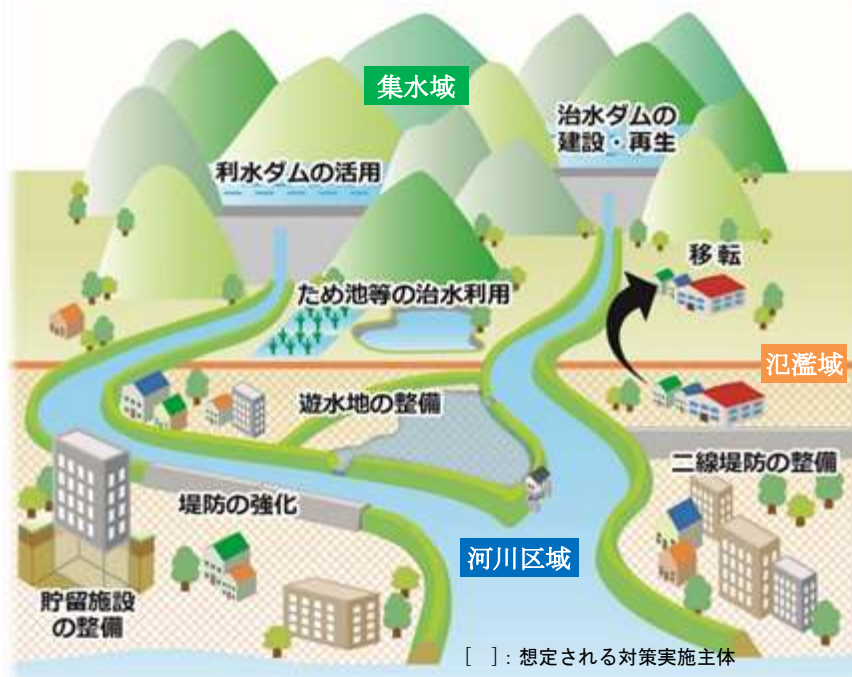 集水域
治水ダムの
建設・再生
利水ダムの活用
移転
ため池等の治水利用
氾濫域
遊水地の整備
二線堤防の整備
堤防の強化
河川区域
貯留施設
の整備
[ ]：想定される対策実施主体